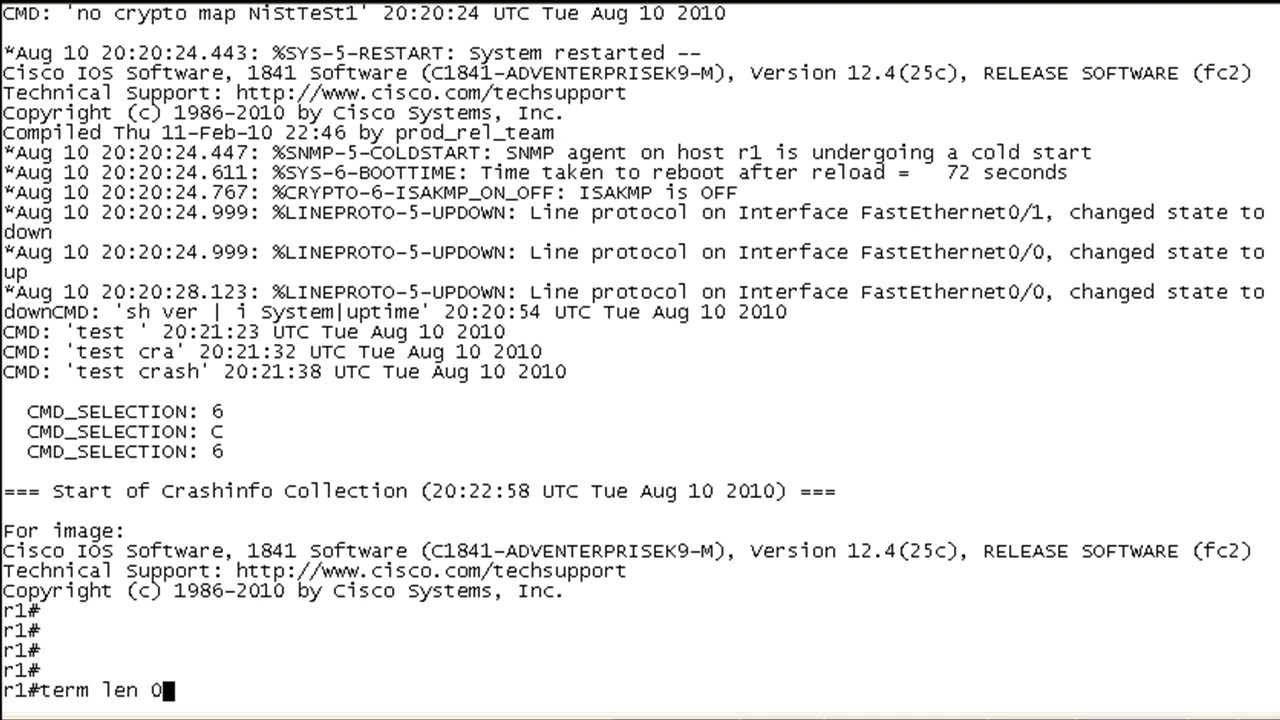 CMD: 'no crypto map NiStTeSt1' 20:20:24 UTC Tue Aug 10 2010
*Aug 10 20:20:24.443: %SYS-5-RESTART: System restarted --
Cisco IOS Software, 1841 Software (C1841-ADVENTERPRISEK9-M), Version 12.4(25c), RELEASE SOFTWARE (fc2)
Technical Support: http://www.cisco.com/techsupport
Copyright (c) 1986-2010 by Cisco Systems, Inc.
Compiled Thu 11-Feb-10 22:46 by prod_rel_team
*Aug 10 20:20:24.447: %SNMP-5-COLDSTART: SNMP agent on host r1 is undergoing a cold start
*Aug 10 20:20:24.611: %SYS-6-BOOTTIME: Time taken to reboot after reload =   72 seconds
*Aug 10 20:20:24.767: %CRYPTO-6-ISAKMP_ON_OFF: ISAKMP is OFF
*Aug 10 20:20:24.999: %LINEPROTO-5-UPDOWN: Line protocol on Interface FastEthernet0/1, changed state to
down
*Aug 10 20:20:24.999: %LINEPROTO-5-UPDOWN: Line protocol on Interface FastEthernet0/0, changed state to
up
*Aug 10 20:20:28.123: %LINEPROTO-5-UPDOWN: Line protocol on Interface FastEthernet0/0, changed state to
downCMD: 'sh ver | i System|uptime' 20:20:54 UTC Tue Aug 10 2010
CMD: 'test ' 20:21:23 UTC Tue Aug 10 2010
CMD: 'test cra' 20:21:32 UTC Tue Aug 10 2010
CMD: 'test crash' 20:21:38 UTC Tue Aug 10 2010
CMD_SELECTION: 6
CMD_SELECTION: C
CMD_SELECTION: 6
=== Start of Crashinfo Collection (20:22:58 UTC Tue Aug 10 2010) ===
For image:
Cisco IOS Software, 1841 Software (C1841-ADVENTERPRISEK9-M), Version 12.4(25c), RELEASE SOFTWARE (fc2)
Technical Support: http://www.cisco.com/techsupport
Copyright (c) 1986-2010 by Cisco Systems, Inc.
r1#
r1#
r1#
r1#
r1#term len 0